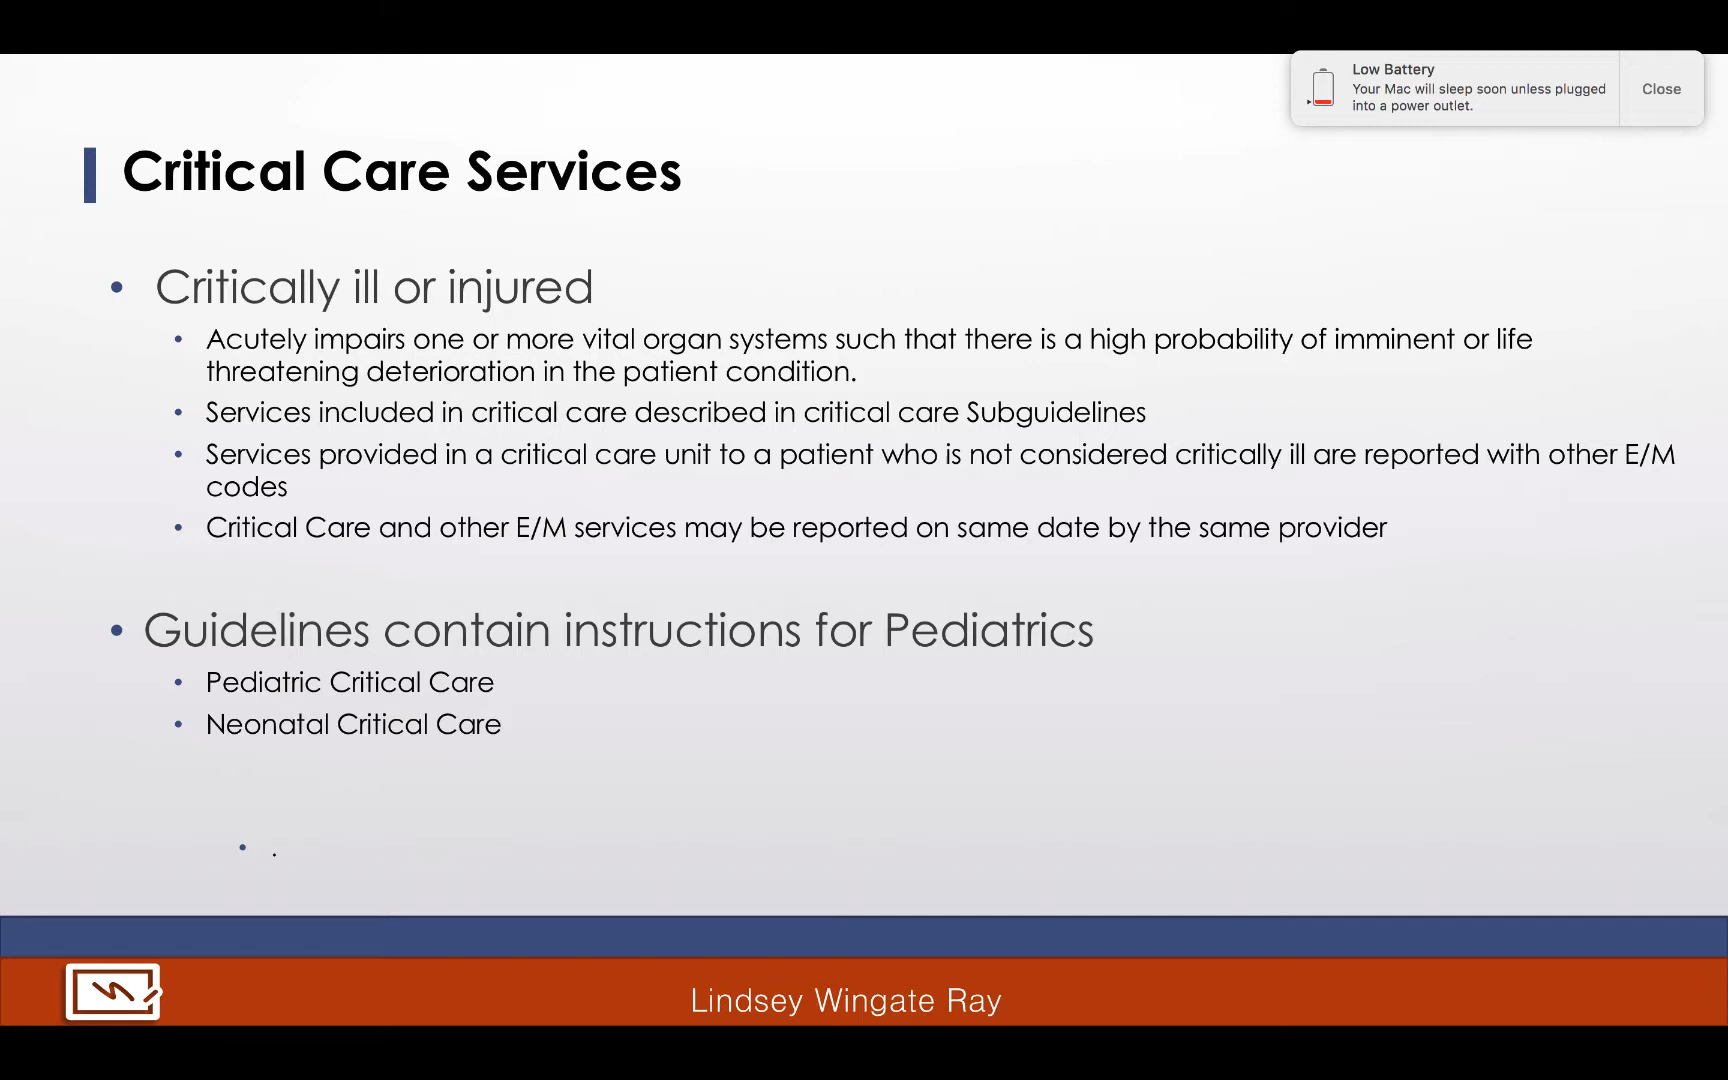 Low Battery
Your Mac will sleep soon unless plugged
into a power outlet.
Close
Critical Care Services
• Critically ill or injured
• Acutely impairs one or more vital organ systems such that there is a high probability of imminent or life
threatening deterioration in the patient condition.
• Services included in critical care described in critical care Subguidelines
• Services provided in a critical care unit to a patient who is not considered critically ill are reported with other E/M
codes
• Critical Care and other E/M services may be reported on same date by the same provider
• Guidelines contain instructions for Pediatrics
• Pediatric Critical Care
• Neonatal Critical Care
• .
Lindsey Wingate Ray